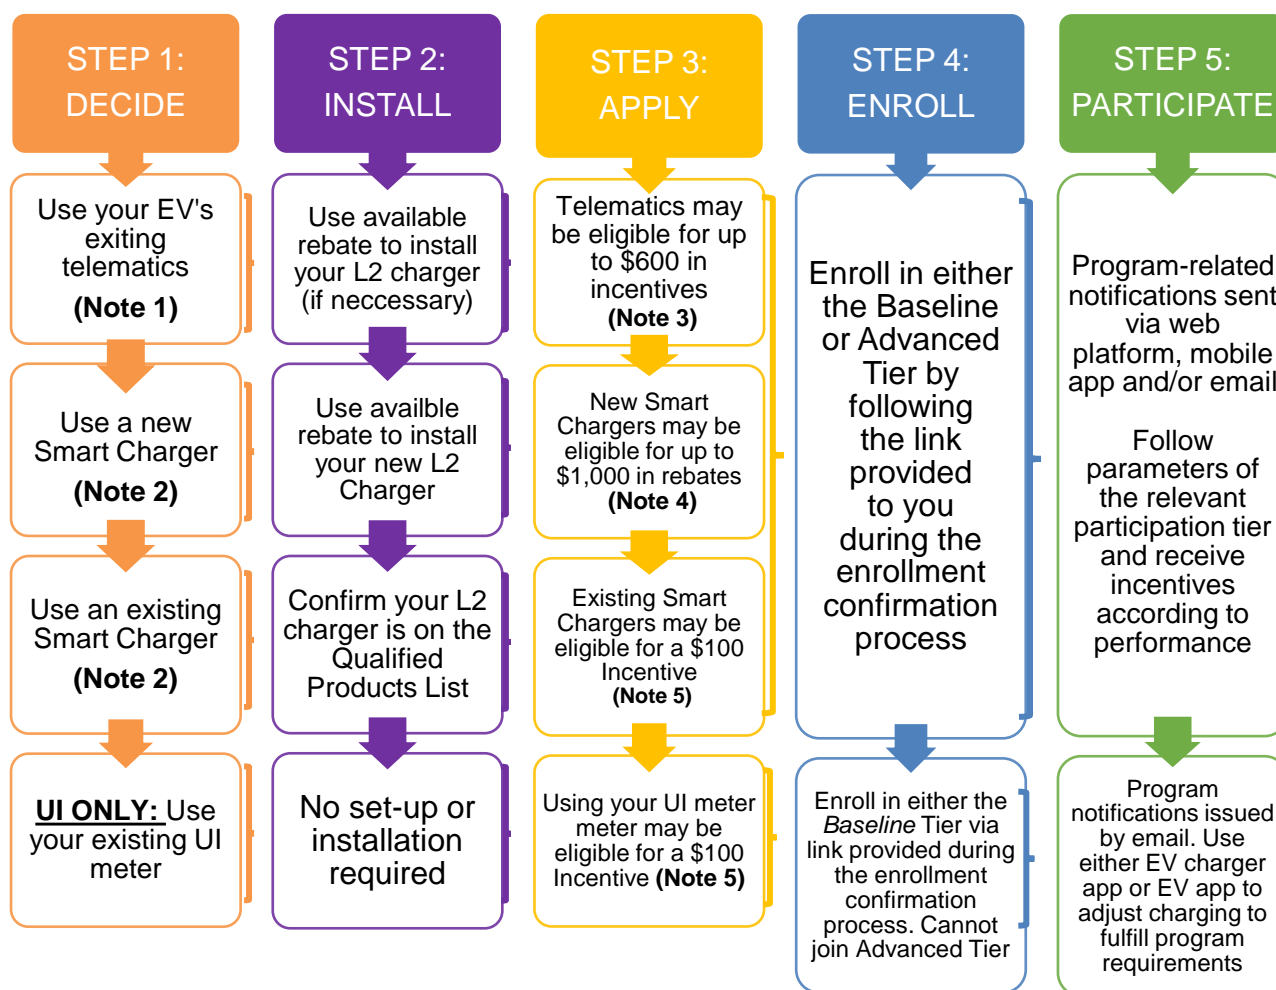 STEP 1:
DECIDE
Use your EV's
exiting
telematics
(Note 1)
Use a new
Smart Charger
(Note 2)
Use an existing
Smart Charger
(Note 2)
UI ONLY: Use
your existing UI
meter
STEP 2:
INSTALL
Use available
rebate to install
your L2 charger
(if neccessary)
Use availble
rebate to install
your new L2
Charger
Confirm your L2
charger is on the
Qualified
Products List
No set-up or
installation
required
STEP 3:
APPLY
Telematics may
be eligible for up
to $600 in
incentives
(Note 3)
New Smart
Chargers may be
eligible for up to
$1,000 in rebates
(Note 4)
Existing Smart
Chargers may be
eligible for a $100
Incentive
(Note 5)
Using your UI meter
meter may be
eligible for a $100
Incentive (Note 5)
STEP 4:
ENROLL
Enroll in either
the Baseline
or Advanced
Tier by
following
the link
provided
to you
during the
enrollment
confirmation
process
Enroll in either the
Baseline Tier via
link provided during
the enrollment
confirmation
process. Cannot
join Advanced Tier
STEP 5:
PARTICIPATE
Program-related
notifications sent
via web
platform, mobile
app and/or email
Follow
parameters of
the relevant
participation tier
and receive
incentives
according to
performance
Program
notifications issued
by email. Use
either EV charger
app or EV app to
adjust charging to
fulfill program
requirements